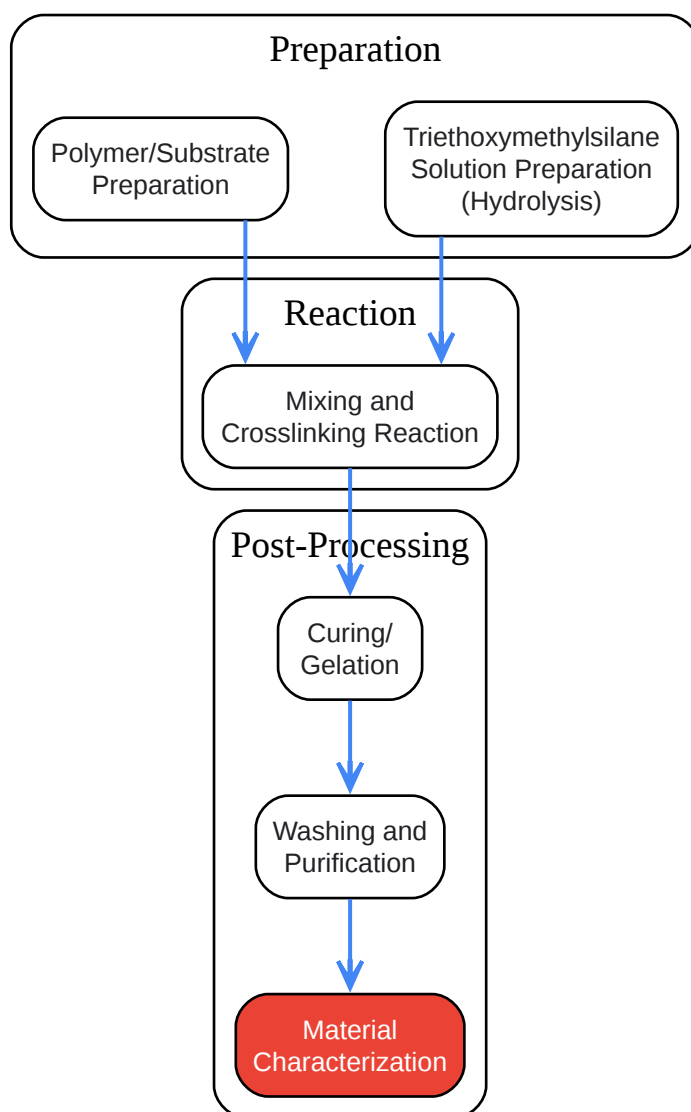 Preparation
Polymer/Substrate
Preparation
Triethoxymethylsilane
Solution Preparation
(Hydrolysis)
Reaction
Mixing and
Crosslinking Reaction
Post-Processing
Curing/
Gelation
Washing and
Purification
Material
Characterization